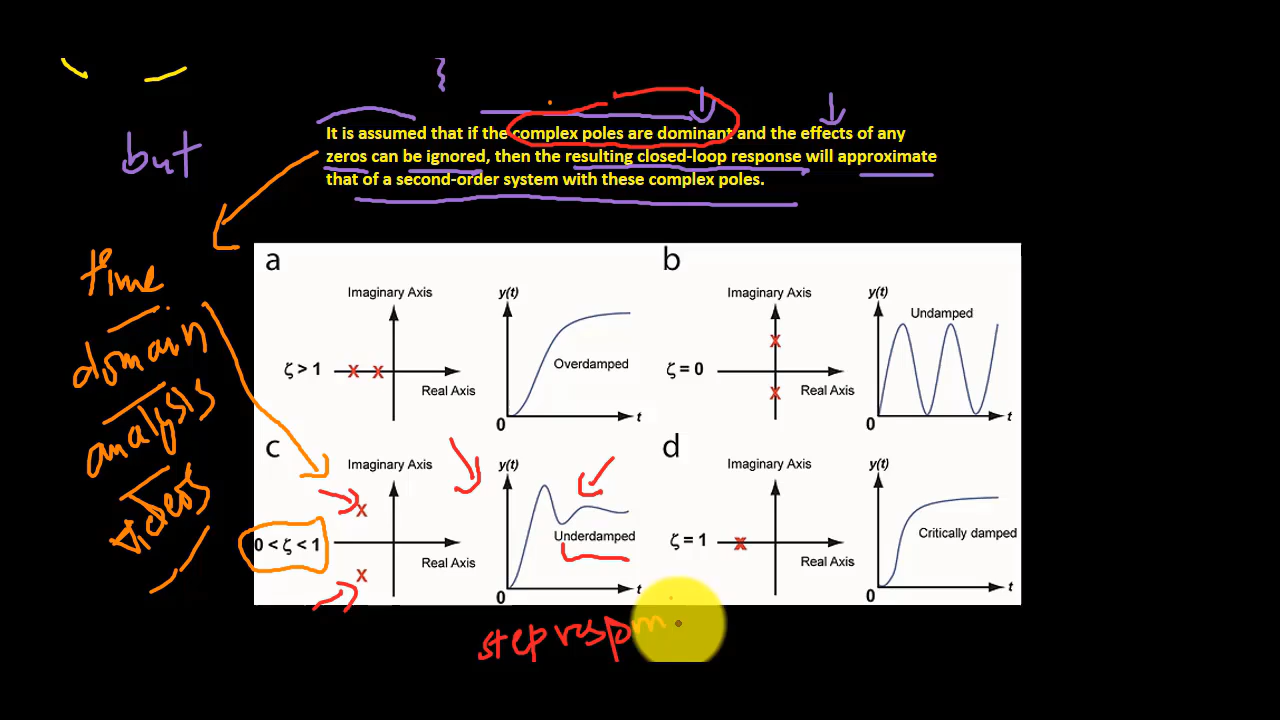 but
It is assumed that if the complex poles are dominant and the effects of any
zeros can be ignored, then the resulting closed-loop response will approximate
that of a second-order system with these complex poles.
time
domain
analysis
videos
a
Imaginary Axis
y(t)
ζ > 1
Real Axis
Overdamped
0
t
b
Imaginary Axis
y(t)
Undamped
ζ = 0
Real Axis
0
t
c
Imaginary Axis
y(t)
0 < ζ < 1
Real Axis
Underdamped
0
t
d
Imaginary Axis
y(t)
ζ = 1
Real Axis
Critically damped
0
t
step respon